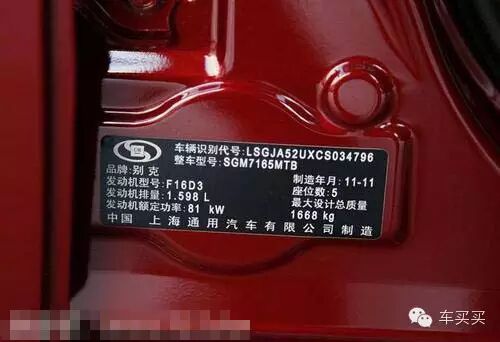 车辆识别代号: LSGJA52UXCS034796
整车型号: SGM7165MTB
品牌: 别克
制造年月: 11-11
发动机型号: F16D3
座位数: 5
发动机排量: 1.598 L
最大设计总质量
发动机额定功率: 81 kW
1668 kg
中国 上海通用汽车有限公司制造
车买买